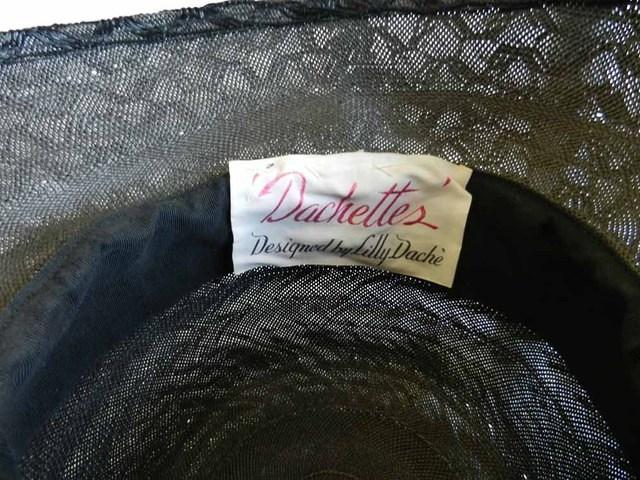 "Dachettes"
Designed by Lilly Daché